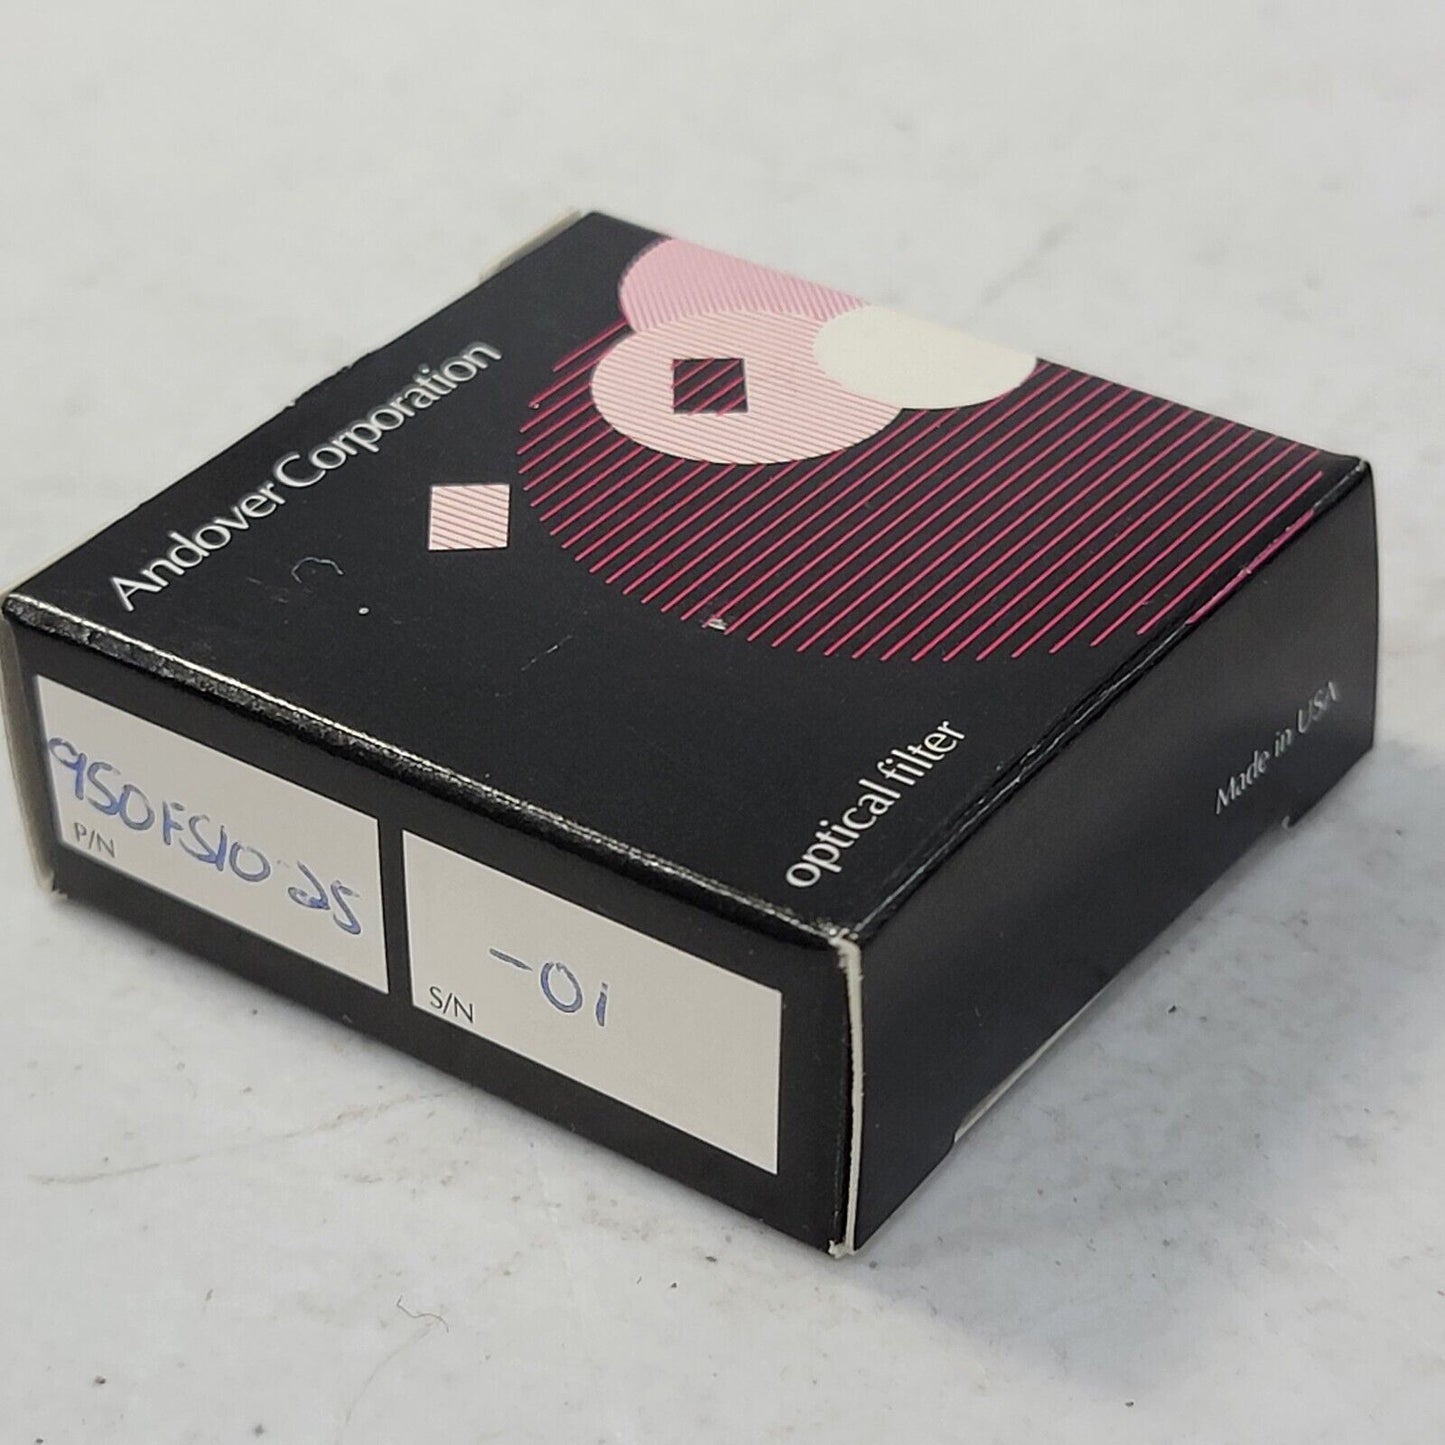 Andover Corporation
optical filter
Made in USA
950FS10-25
P/N
-01
S/N